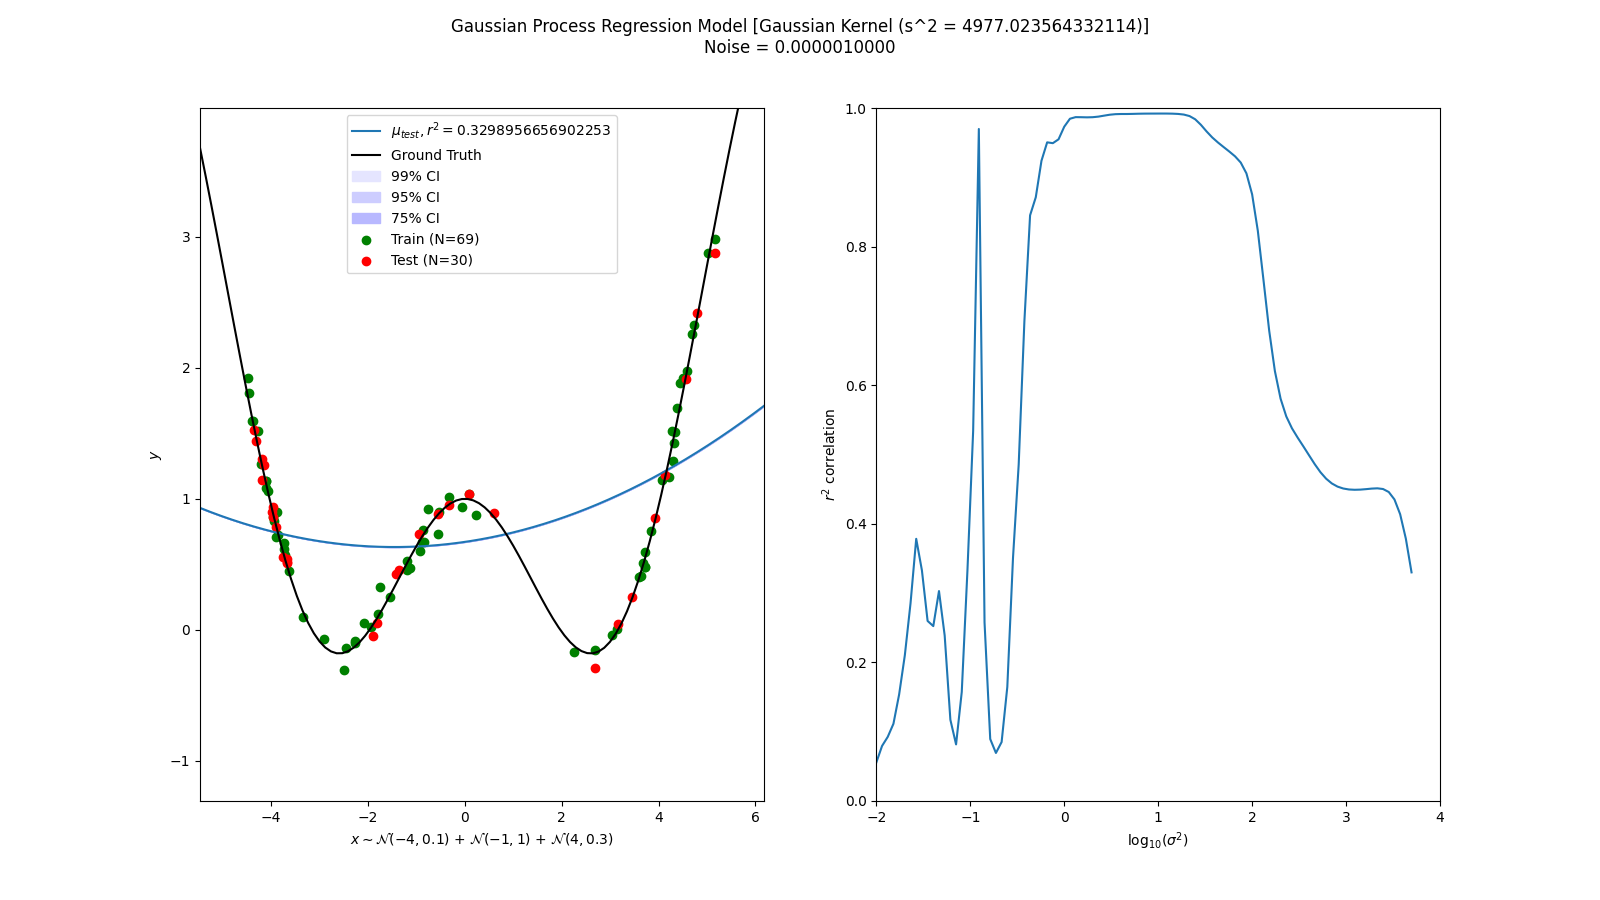 Gaussian Process Regression Model [Gaussian Kernel (s^2 = 4977.023564332114)]
Noise = 0.0000010000
μ_test, r² = 0.3298956656902253
Ground Truth
99% CI
95% CI
75% CI
Train (N=69)
Test (N=30)
y
3
2
1
0
−1
−4 −2 0 2 4 6
x ∼ 𝒩(−4, 0.1) + 𝒩(−1, 1) + 𝒩(4, 0.3)
r² correlation
1.0
0.8
0.6
0.4
0.2
0.0
−2 −1 0 1 2 3 4
log₁₀(σ²)